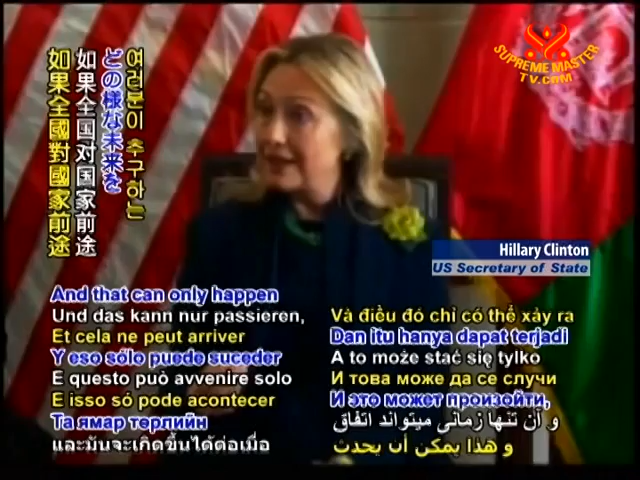 SUPREME MASTER
TV.COM
여러분이 추구하는
どの様な未来を
如果全国对国家前途
如果全國對國家前途
Hillary Clinton
US Secretary of State
And that can only happen
Und das kann nur passieren,
Et cela ne peut arriver
Y eso sólo puede suceder
E questo può avvenire solo
E isso só pode acontecer
Та ямар төрлийн
และมันจะเกิดขึ้นได้ต่อเมื่อ
Và điều đó chỉ có thể xảy ra
Dan itu hanya dapat terjadi
A to może stać się tylko
И това може да се случи
И это может произойти,
و آن تنها زمانی میتواند اتفاق
و هذا يمكن أن يحدث